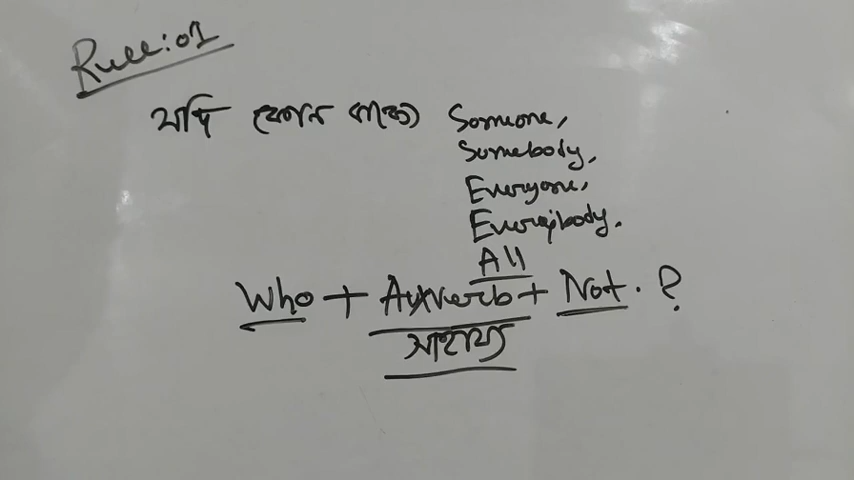 Rule:01
যদি কোন বাক্যে Someone,
Somebody,
Everyone,
Everybody.
All
Who + Auxverb + Not. ?
সাহায্য